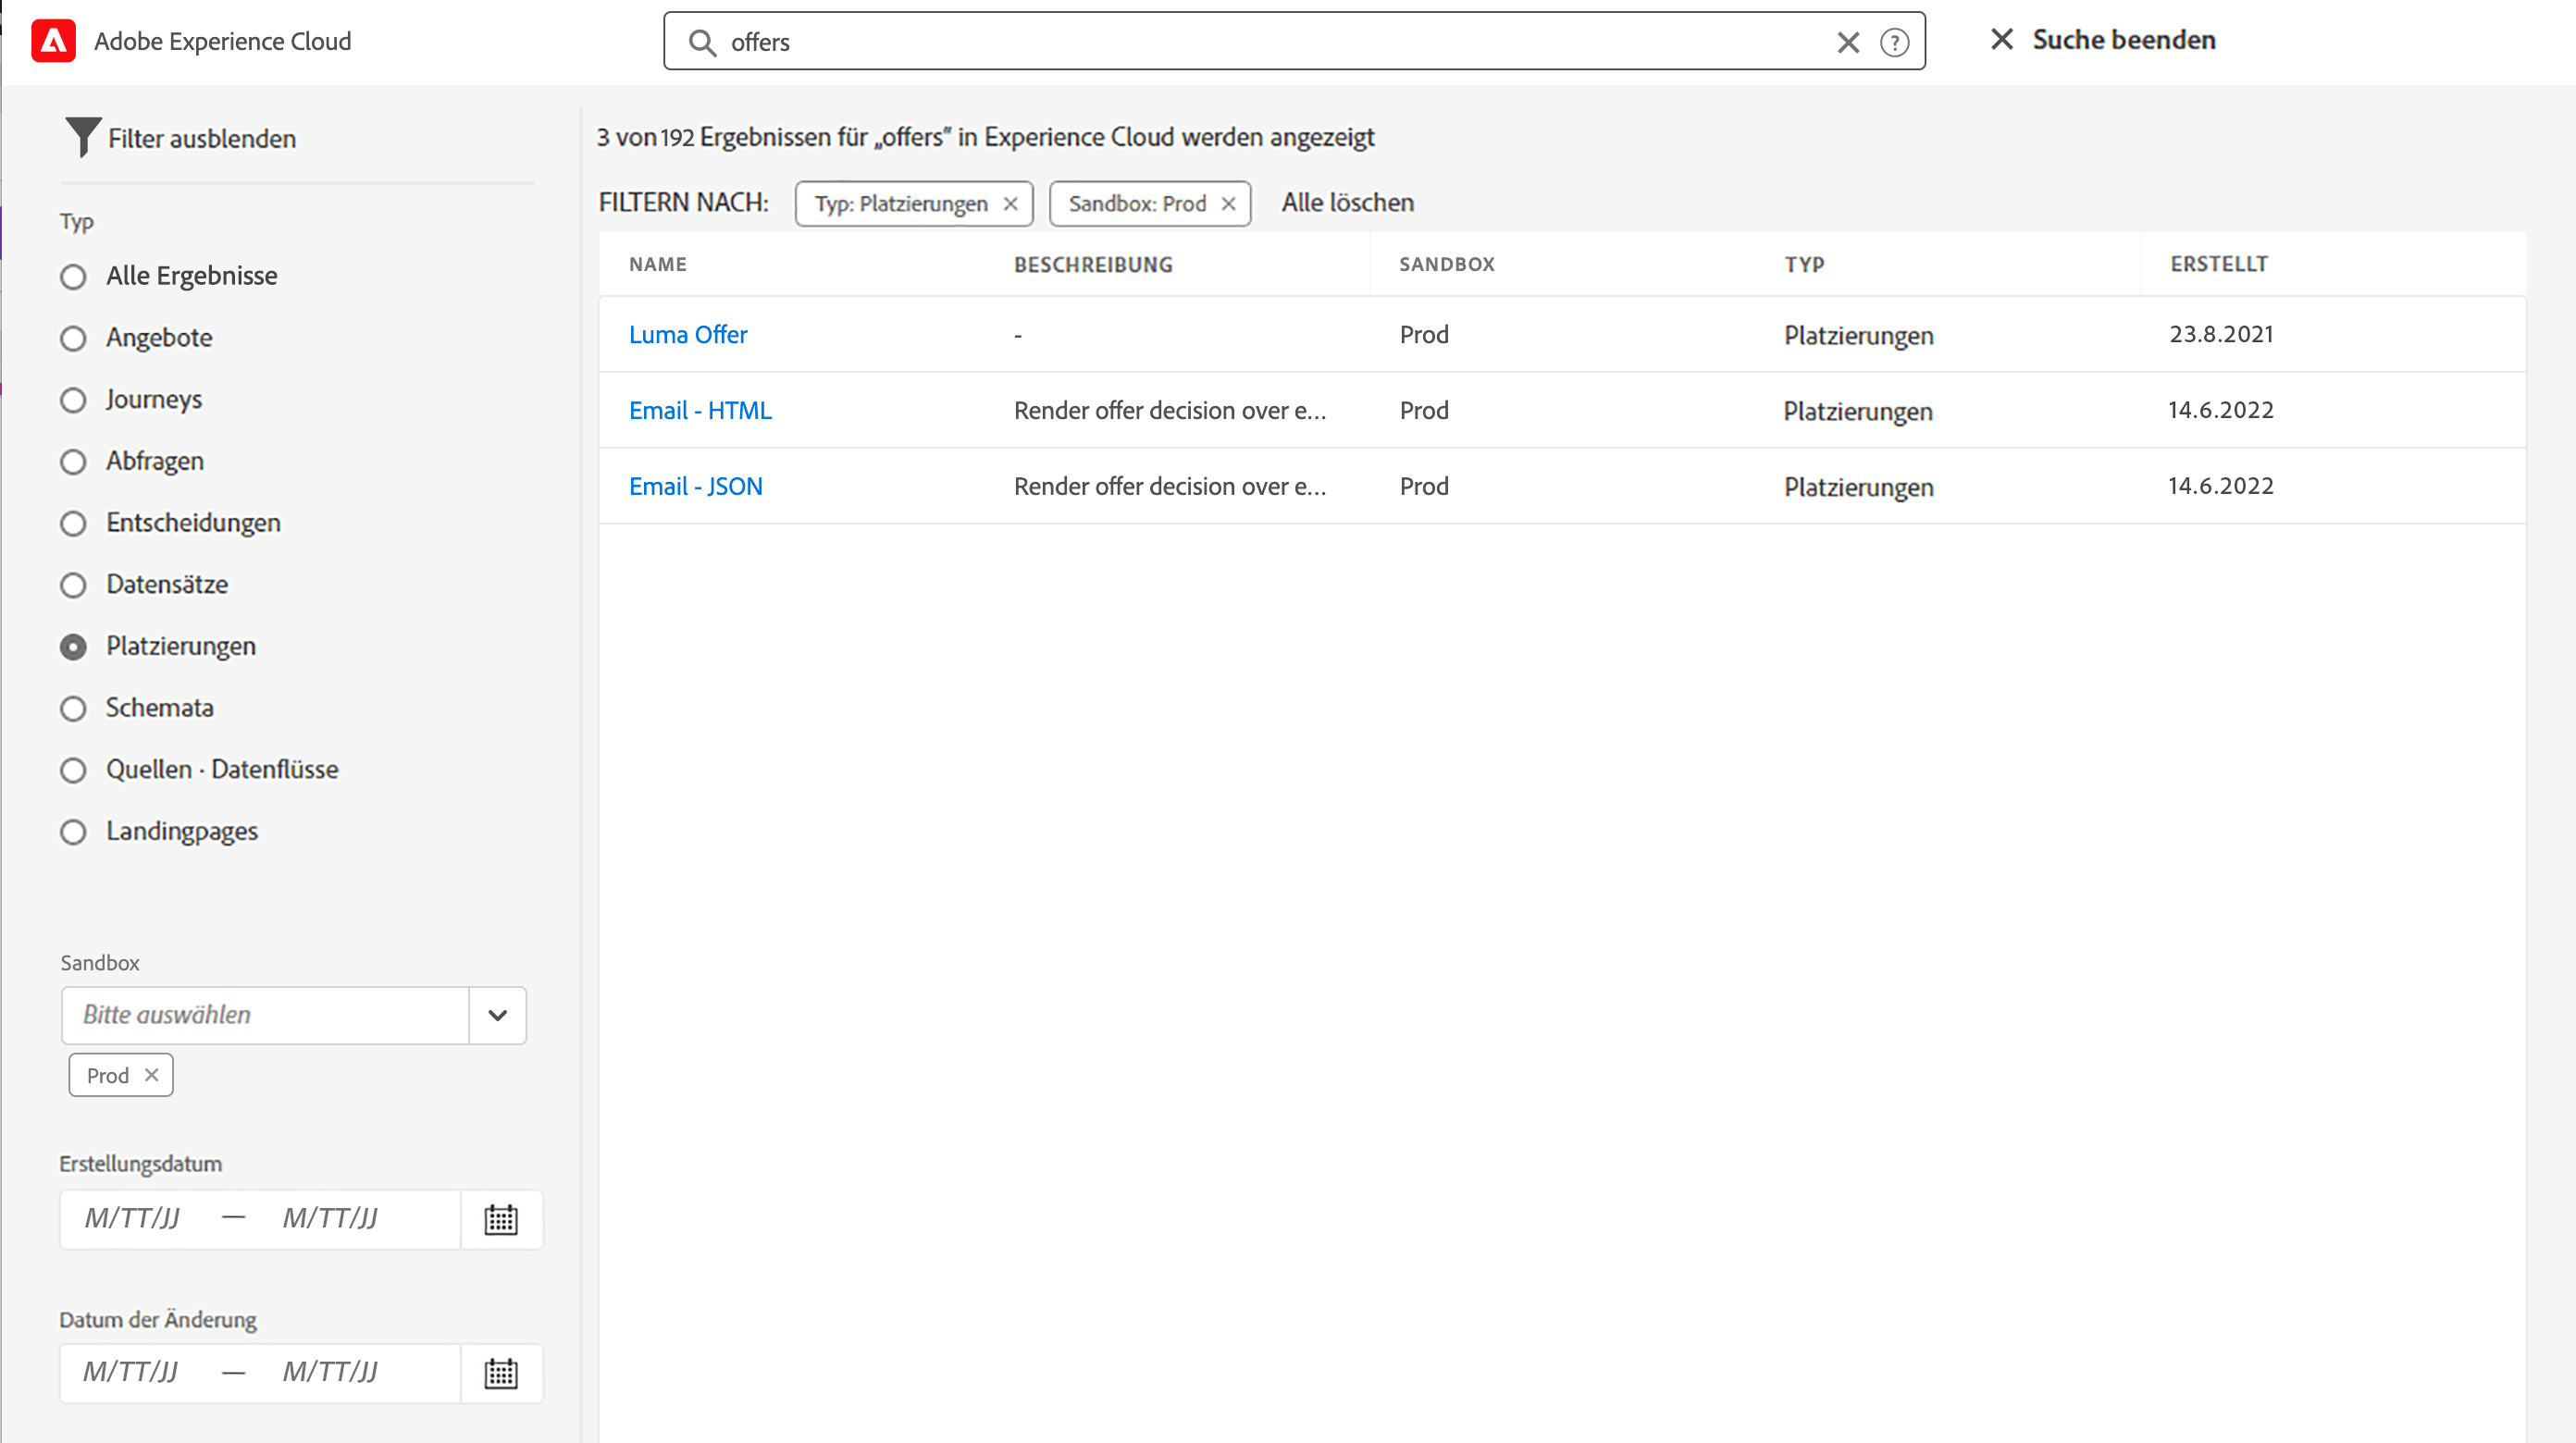 Adobe Experience Cloud
offers
Suche beenden
Filter ausblenden
Typ
Alle Ergebnisse
Angebote
Journeys
Abfragen
Entscheidungen
Datensätze
Platzierungen
Schemata
Quellen · Datenflüsse
Landingpages
Sandbox
Bitte auswählen
Prod
Erstellungsdatum
M/TT/JJ — M/TT/JJ
Datum der Änderung
M/TT/JJ — M/TT/JJ
3 von 192 Ergebnissen für „offers“ in Experience Cloud werden angezeigt
FILTERN NACH: Typ: Platzierungen Sandbox: Prod Alle löschen
NAME BESCHREIBUNG SANDBOX TYP ERSTELLT
Luma Offer - Prod Platzierungen 23.8.2021
Email - HTML Render offer decision over e... Prod Platzierungen 14.6.2022
Email - JSON Render offer decision over e... Prod Platzierungen 14.6.2022